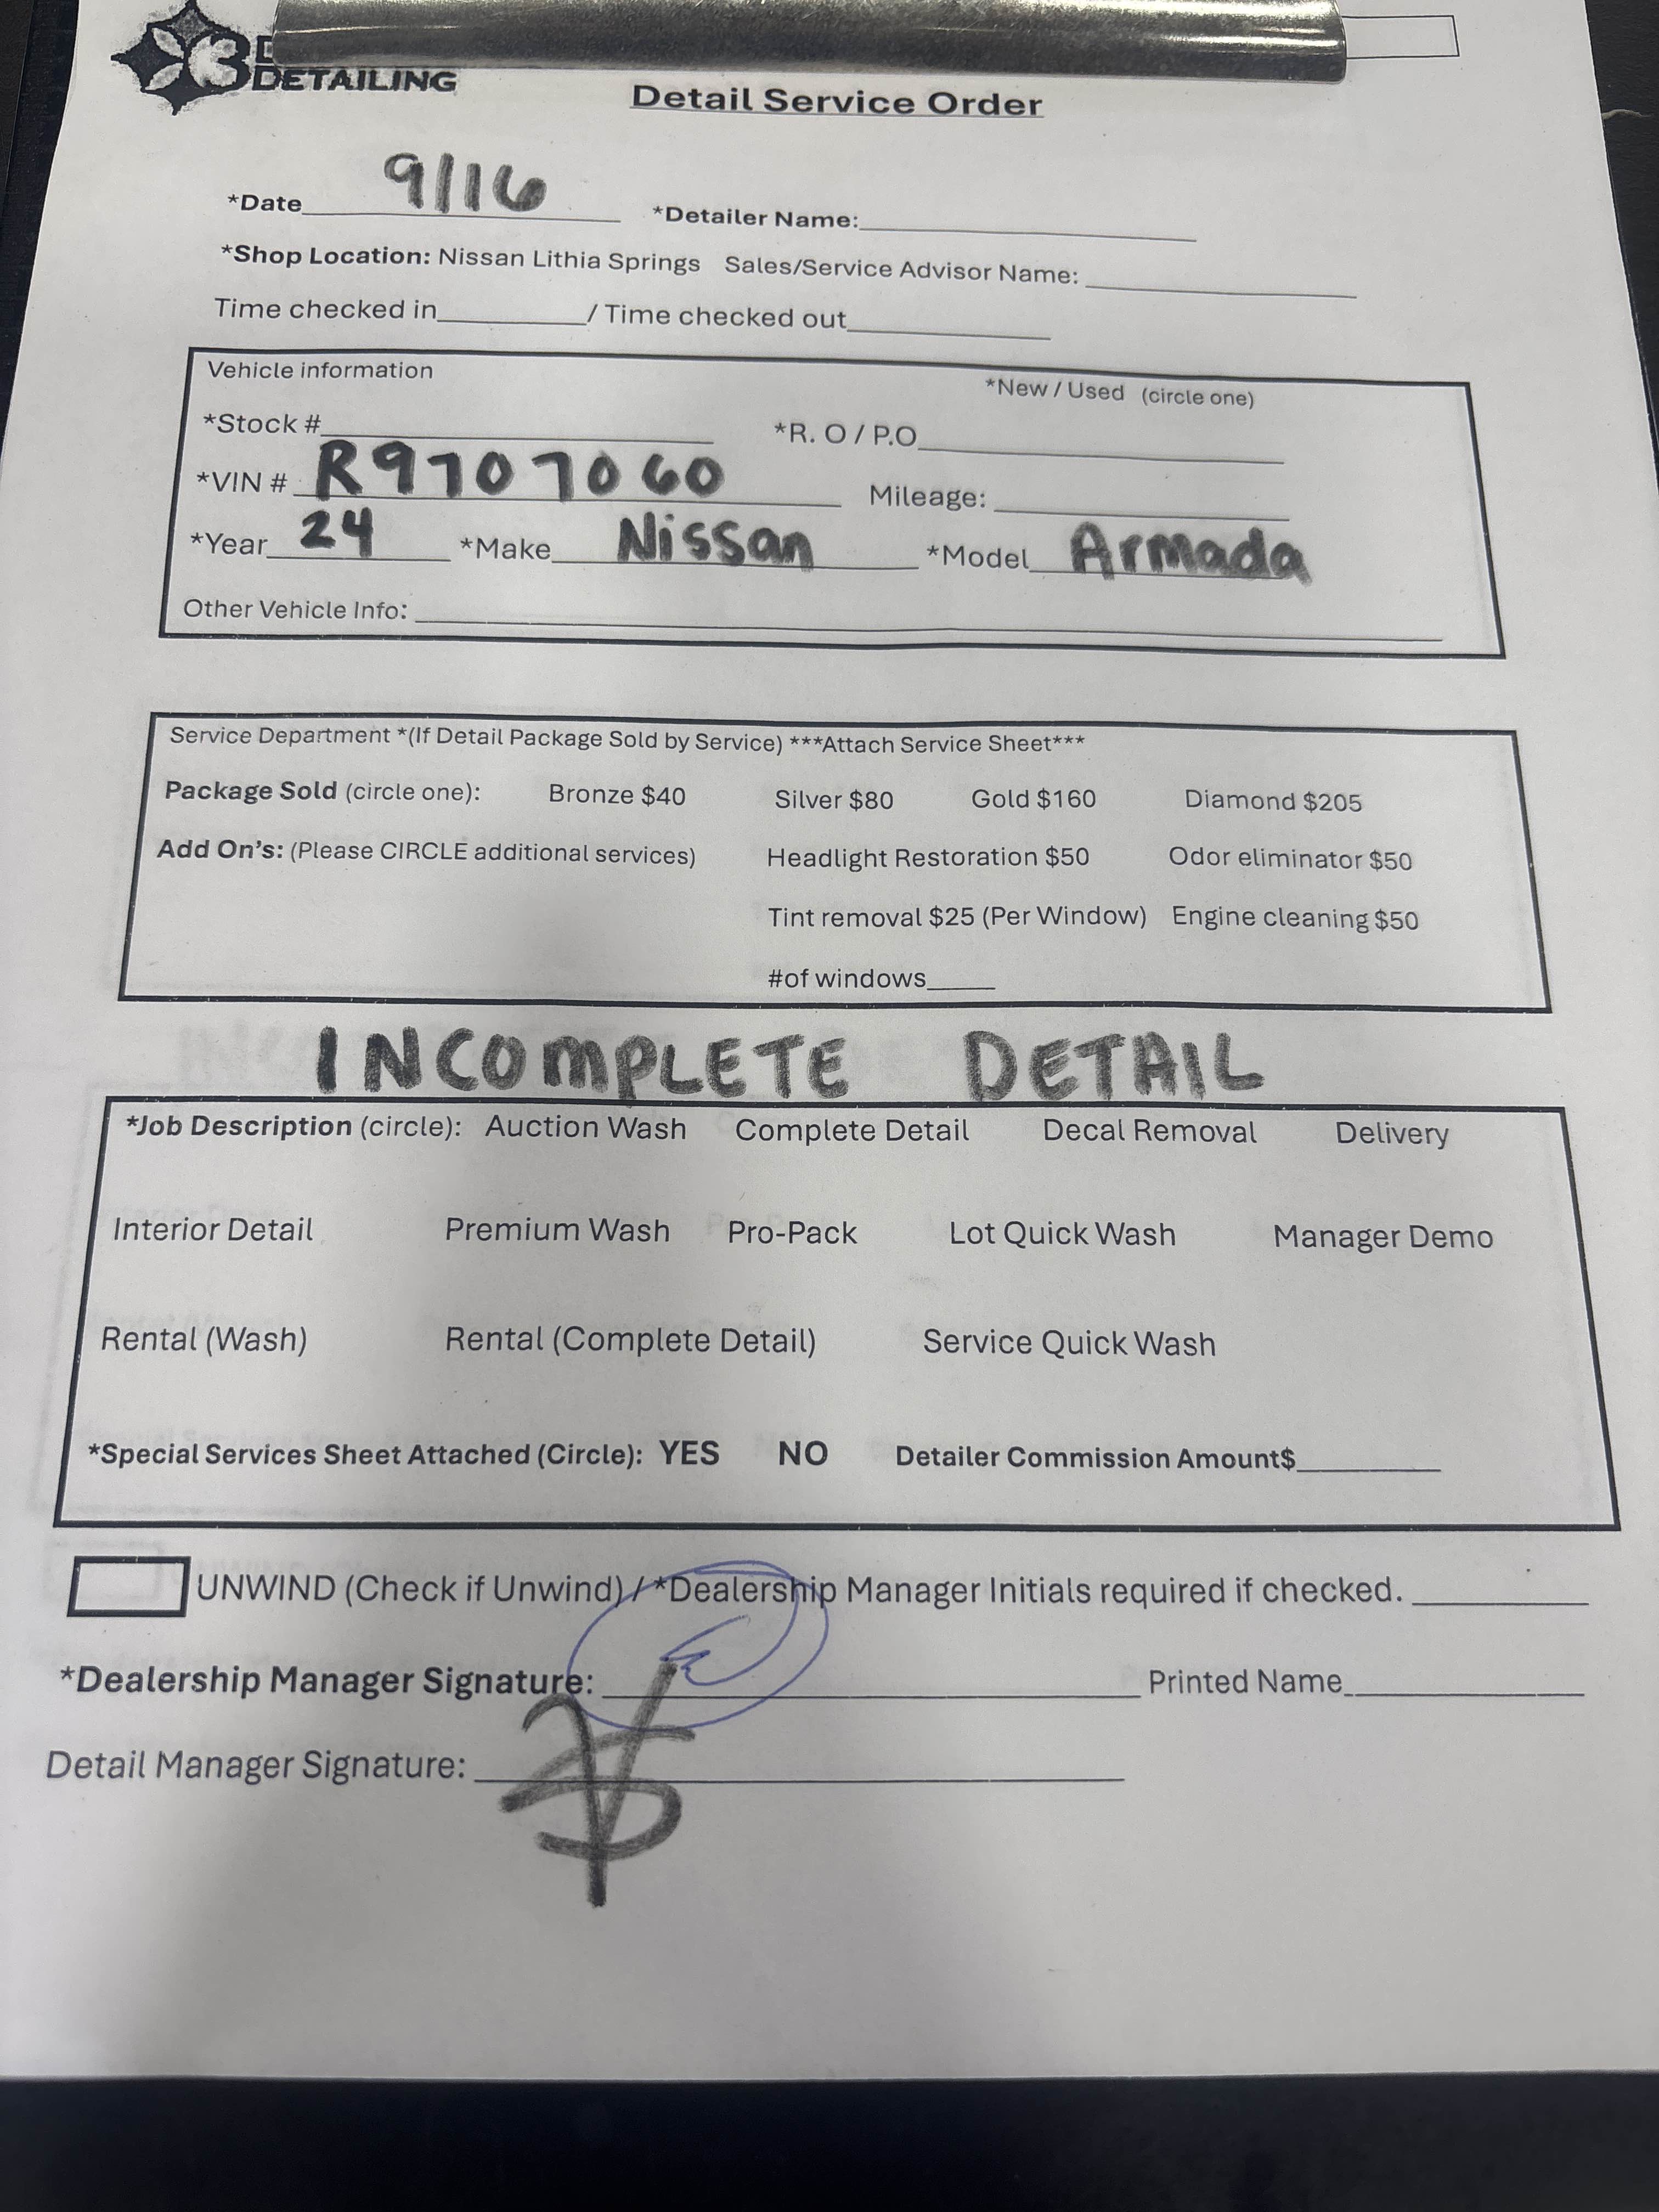 DETAILING
Detail Service Order
*Date 9/16 *Detailer Name:
*Shop Location: Nissan Lithia Springs Sales/Service Advisor Name:
Time checked in / Time checked out
Vehicle information *New / Used (circle one)
*Stock # *R. O / P.O
*VIN # R9707060 Mileage:
*Year 24 *Make Nissan *Model Armada
Other Vehicle Info:
Service Department *(If Detail Package Sold by Service) ***Attach Service Sheet***
Package Sold (circle one): Bronze $40 Silver $80 Gold $160 Diamond $205
Add On's: (Please CIRCLE additional services) Headlight Restoration $50 Odor eliminator $50
Tint removal $25 (Per Window) Engine cleaning $50
#of windows
INCOMPLETE DETAIL
*Job Description (circle): Auction Wash Complete Detail Decal Removal Delivery
Interior Detail Premium Wash Pro-Pack Lot Quick Wash Manager Demo
Rental (Wash) Rental (Complete Detail) Service Quick Wash
*Special Services Sheet Attached (Circle): YES NO Detailer Commission Amount$
UNWIND (Check if Unwind) / *Dealership Manager Initials required if checked.
*Dealership Manager Signature: Printed Name
Detail Manager Signature: